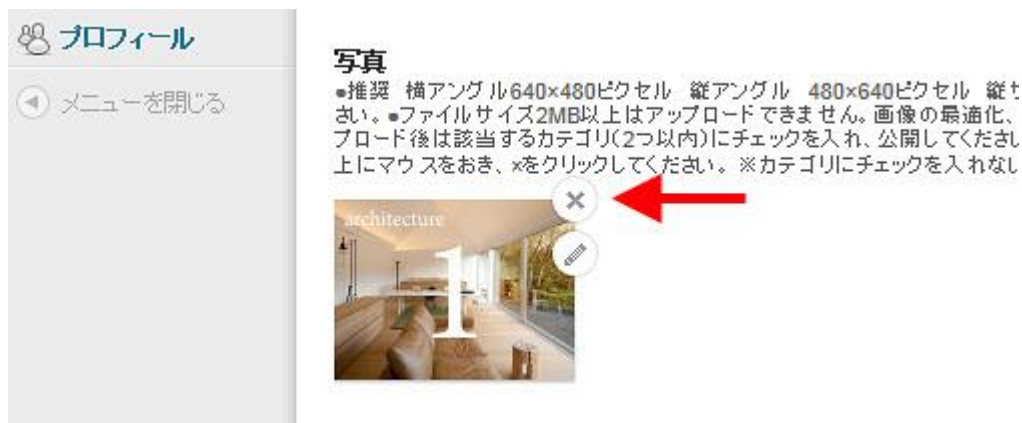 プロフィール
メニューを閉じる
写真
●推奨 横アングル640×480ピクセル 縦アングル 480×640ピクセル 縦
さい。●ファイルサイズ2MB以上はアップロードできません。画像の最適化、
プロード後は該当するカテゴリ(2つ以内)にチェックを入れ、公開してくださ
上にマウスをおき、×をクリックしてください。※カテゴリにチェックを入れな
architecture
1